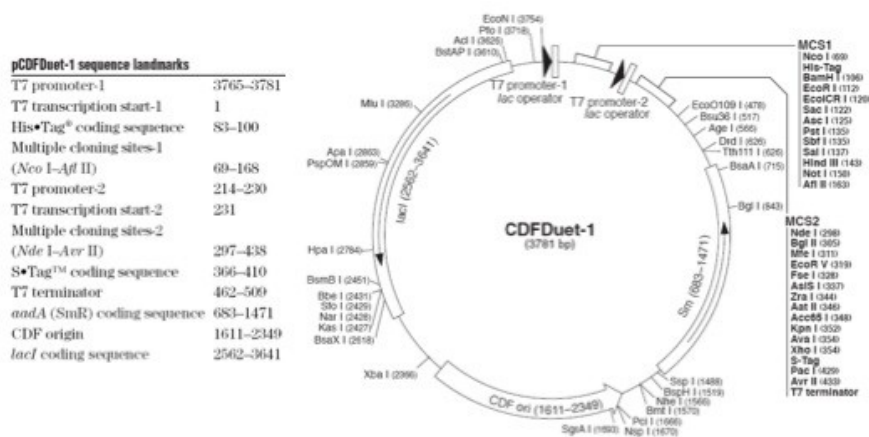 pCDFDuet-1 sequence landmarks
T7 promoter-1 3765–3781
T7 transcription start-1 1
His•Tag® coding sequence 83–100
Multiple cloning sites-1
(Nco I–Afl II) 69–168
T7 promoter-2 214–230
T7 transcription start-2 231
Multiple cloning sites-2
(Nde I–Avr II) 297–438
S•Tag™ coding sequence 366–410
T7 terminator 462–509
aadA (SmR) coding sequence 683–1471
CDF origin 1611–2349
lacI coding sequence 2562–3641
EcoN I (3754)
Pflo I (3718)
Acl I (3626)
BstAP I (3610)
Mlu I (3286)
Apa I (2863)
PspOM I (2859)
Hpa I (2784)
BsmB I (2451)
Bbe I (2431)
Sfo I (2429)
Nar I (2428)
Kas I (2427)
BsaX I (2618)
Xba I (2366)
T7 promoter-1
lac operator
T7 promoter-2
lac operator
lacI (2562–3641)
CDFDuet-1
(3781 bp)
Sm (683–1471)
CDF ori (1611–2349)
EcoO109 I (478)
Bsu36 I (517)
Age I (566)
Drd I (626)
Tth111 I (626)
BsaA I (715)
Bgl I (843)
Ssp I (1488)
BspH I (1519)
Nhe I (1566)
Bmt I (1570)
Pci I (1666)
Nsp I (1670)
SgrA I (1693)
MCS1
Nco I (69)
His-Tag
BamH I (106)
EcoR I (112)
EcoICR I (120)
Sac I (122)
Asc I (125)
Pst I (135)
Sbf I (135)
Sal I (137)
Hind III (143)
Not I (150)
Afl II (163)
MCS2
Nde I (298)
Bgl II (305)
Mfe I (311)
EcoR V (319)
Fse I (328)
AsiS I (337)
Zra I (344)
Aat II (346)
Acc65 I (348)
Kpn I (352)
Ava I (354)
Xho I (354)
S-Tag
Pac I (429)
Avr II (433)
T7 terminator